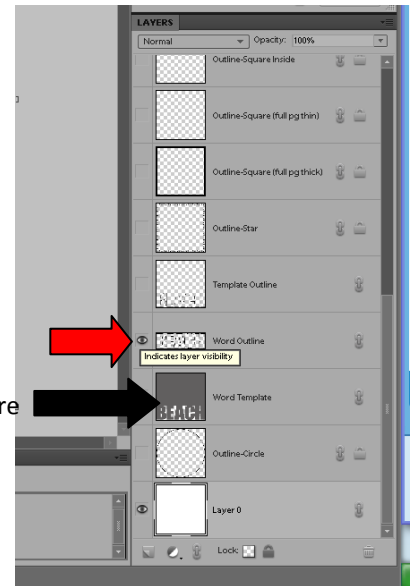 LAYERS
Normal Opacity: 100%
Outline-Square Inside
Outline-Square (full pg thin)
Outline-Square (full pg thick)
Outline-Star
Template Outline
Word Outline
Indicates layer visibility
re
Word Template
BEACH
Outline-Circle
Layer 0
Lock: